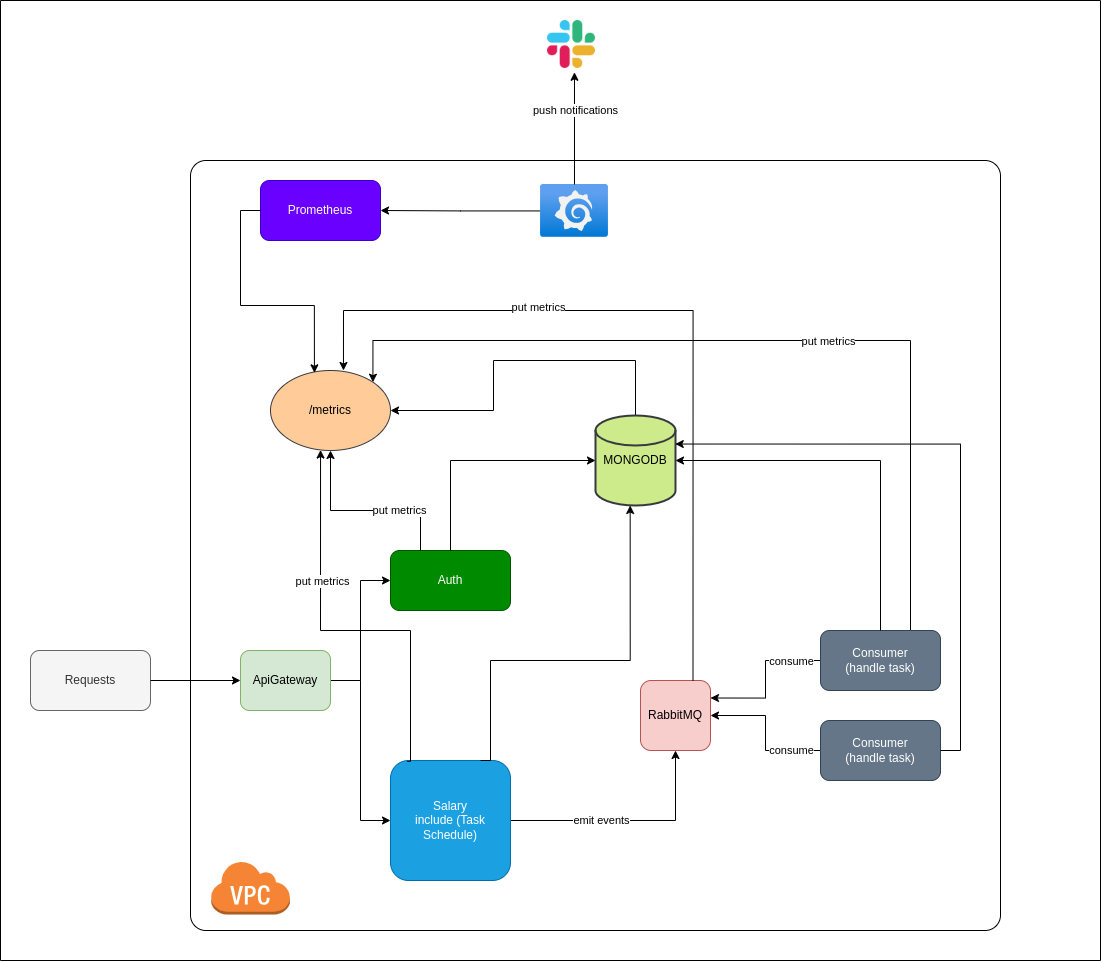 push notifications
Prometheus
put metrics
put metrics
/metrics
MONGODB
put metrics
Auth
put metrics
Requests
ApiGateway
Consumer
(handle task)
consume
RabbitMQ
Consumer
(handle task)
consume
Salary
include (Task
Schedule)
emit events
VPC